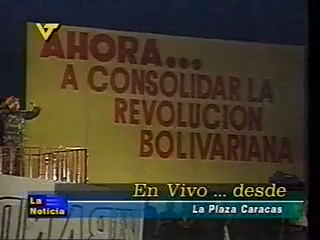 AHORA...
A CONSOLIDAR LA
REVOLUCION
BOLIVARIANA
En Vivo ... desde
La Noticia
La Plaza Caracas